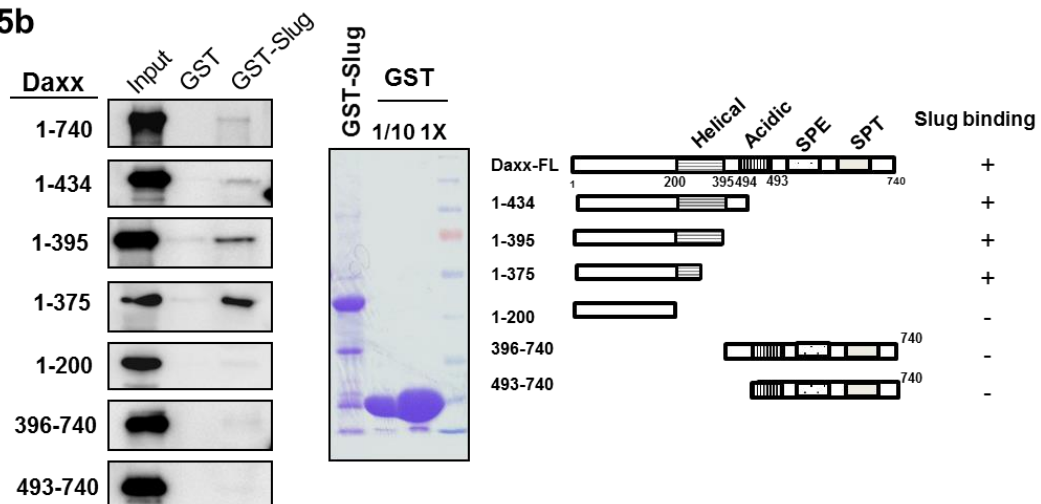 5b
Daxx
Input
GST
GST-Slug
1-740
1-434
1-395
1-375
1-200
396-740
493-740
GST-Slug
GST
1/10 1X
Helical
Acidic
SPE
SPT
Slug binding
Daxx-FL
+
1
200
395494
493
740
1-434
+
1-395
+
1-375
+
1-200
-
396-740
740
-
493-740
740
-